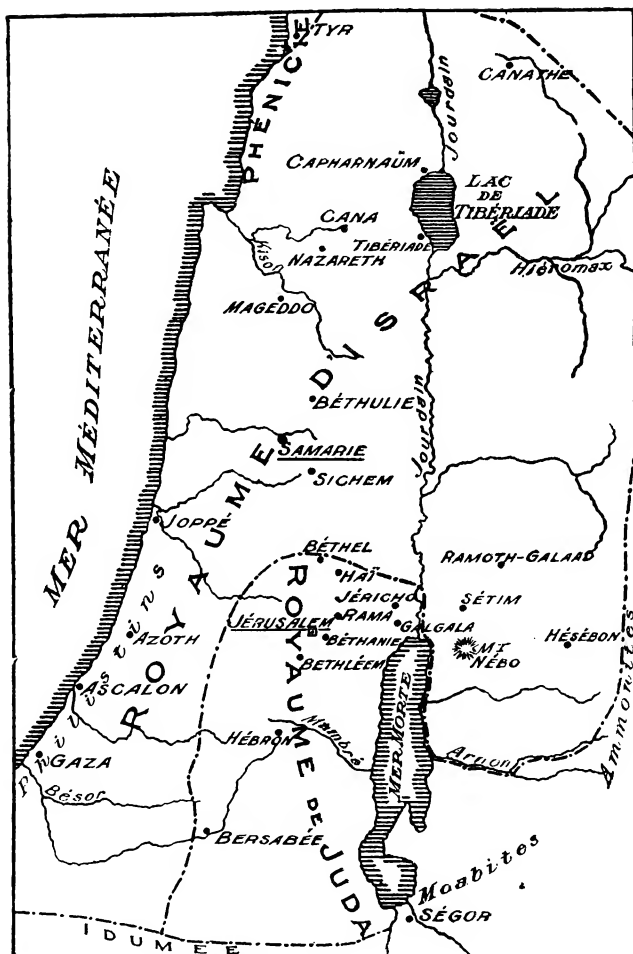 TYR
PHÉNICIE
CANATHE
Jourdain
CAPHARNAÜM
LAC
DE
TIBÉRIADE
CANA
TIBÉRIADE
Kison
NAZARETH
Hiéromax
MAGEDDO
ROYAUME D'ISRAEL
MER MÉDITERRANÉE
BÉTHULIE
Jourdain
SAMARIE
SICHEM
JOPPÉ
BÉTHEL
RAMOTH-GALAAD
HAÏ
JÉRICHO
SÉTIM
JÉRUSALEM
RAMA
GALGALA
AZOTH
BÉTHANIE
MT
NÉBO
HÉSÉBON
BETHLÉEM
ASCALON
Philistins
ROYAUME DE JUDA
HÉBRON
Mambré
MER MORTE
Arnon
Ammonites
GAZA
Bésor
BERSABÉE
Moabites
SÉGOR
IDUMEE